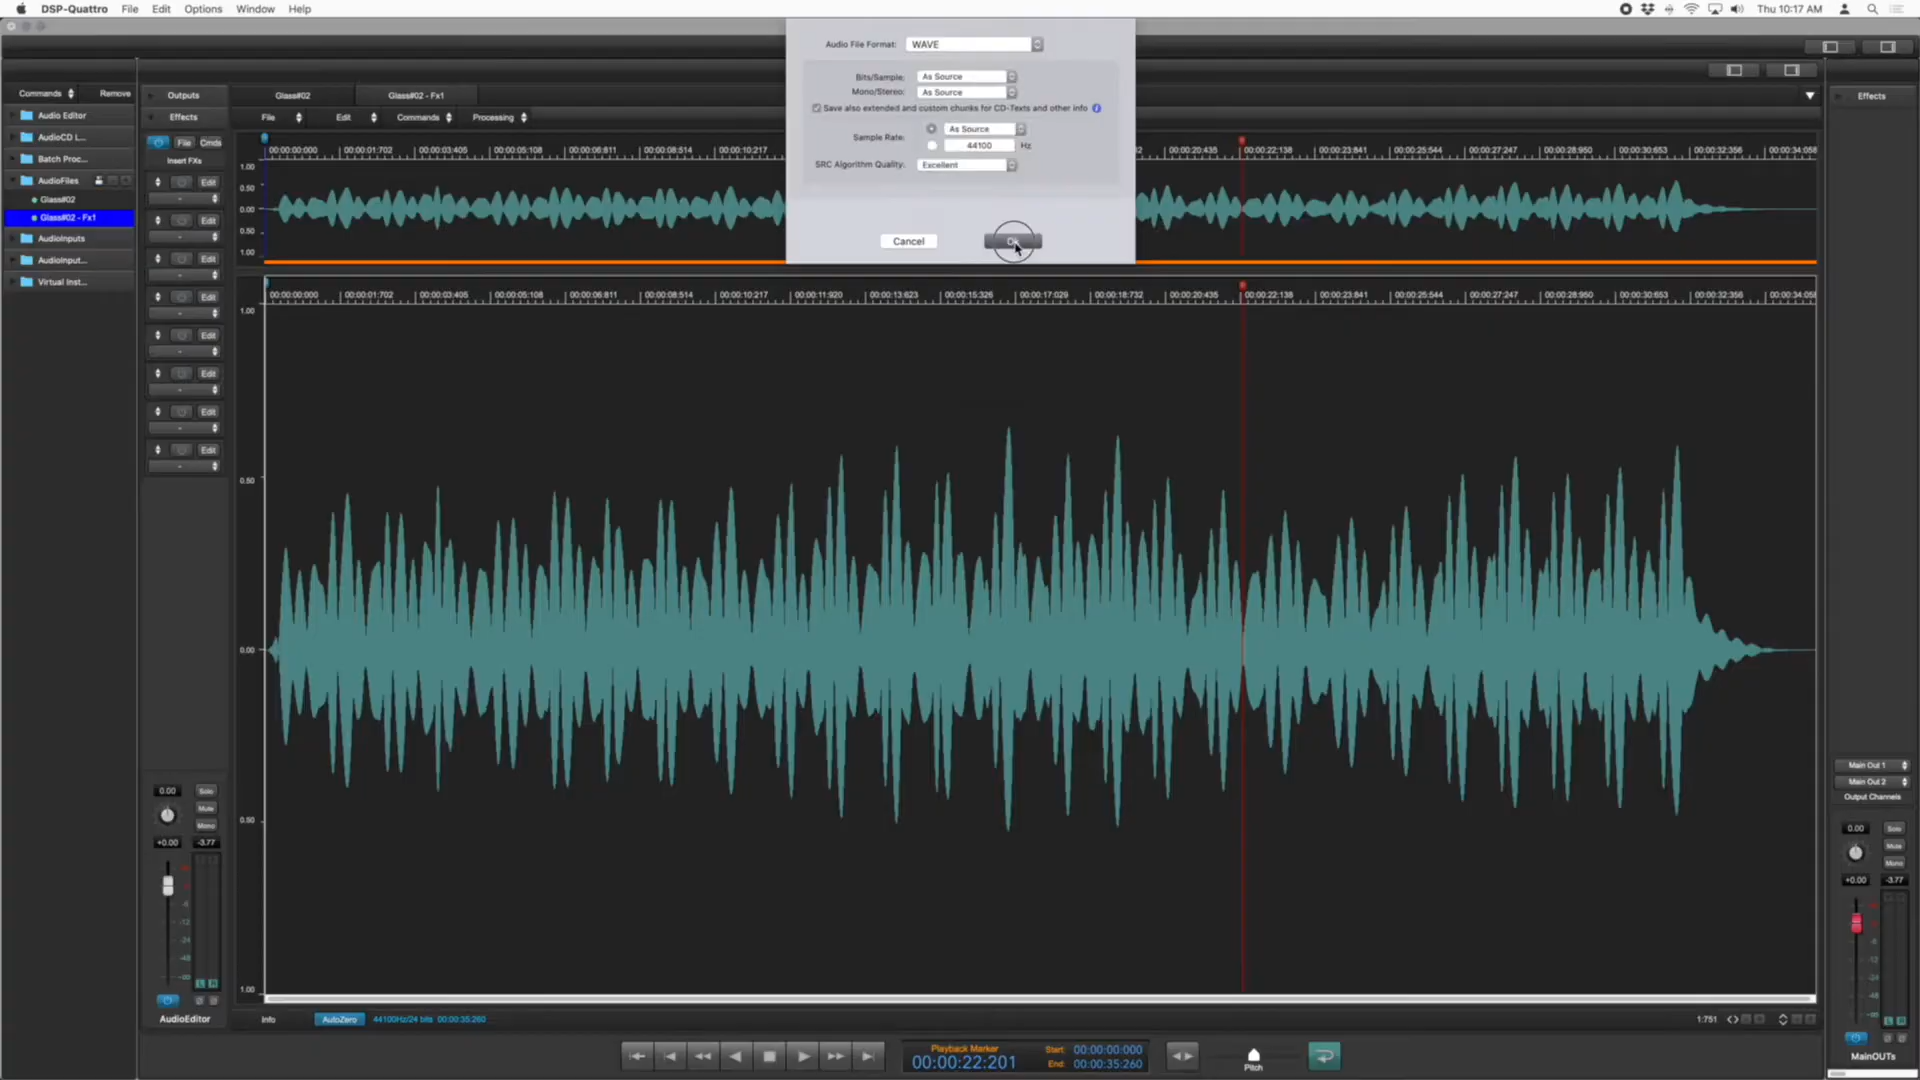 DSP-Quattro File Edit Options Window Help
Thu 10:17 AM
Audio File Format: WAVE
Bits/Sample: As Source
Mono/Stereo: As Source
Save also extended and custom chunks for CD-Texts and other info
Sample Rate: As Source
44100 Hz
SRC Algorithm Quality: Excellent
Cancel
Commands Remove
Audio Editor
AudioCD L...
Batch Proc...
AudioFiles
Glass#02
Glass#02 - Fx1
AudioInputs
AudioInput...
Virtual Inst...
Outputs
Effects
File Cmds
Insert FXs
Edit
Edit
Edit
Edit
Edit
Edit
Edit
Edit
Glass#02 Glass#02 - Fx1
File Edit Commands Processing
00:00:00:000 00:00:01:702 00:00:03:405 00:00:05:108 00:00:06:811 00:00:08:514 00:00:10:217 00:00:20:435 00:00:22:138 00:00:23:841 00:00:25:544 00:00:27:247 00:00:28:950 00:00:30:653 00:00:32:356 00:00:34:058
1.00
0.50
0.00
0.50
1.00
00:00:00:000 00:00:01:702 00:00:03:405 00:00:05:108 00:00:06:811 00:00:08:514 00:00:10:217 00:00:11:920 00:00:13:623 00:00:15:326 00:00:17:029 00:00:18:732 00:00:20:435 00:00:22:138 00:00:23:841 00:00:25:544 00:00:27:247 00:00:28:950 00:00:30:653 00:00:32:356 00:00:34:058
1.00
0.50
0.00
0.50
1.00
0.00 Solo
Mute
Mono
+0.00 -3.77
-12
-24
-48
L R
AudioEditor
Info AutoZero 44100Hz/24 bits 00:00:35:260
1:751
Playback Marker
00:00:22:201
Start: 00:00:00:000
End: 00:00:35:260
Pitch
Effects
Main Out 1
Main Out 2
Output Channels
0.00 Solo
Mute
Mono
+0.00 -3.77
-12
-24
-48
L R
MainOUTs